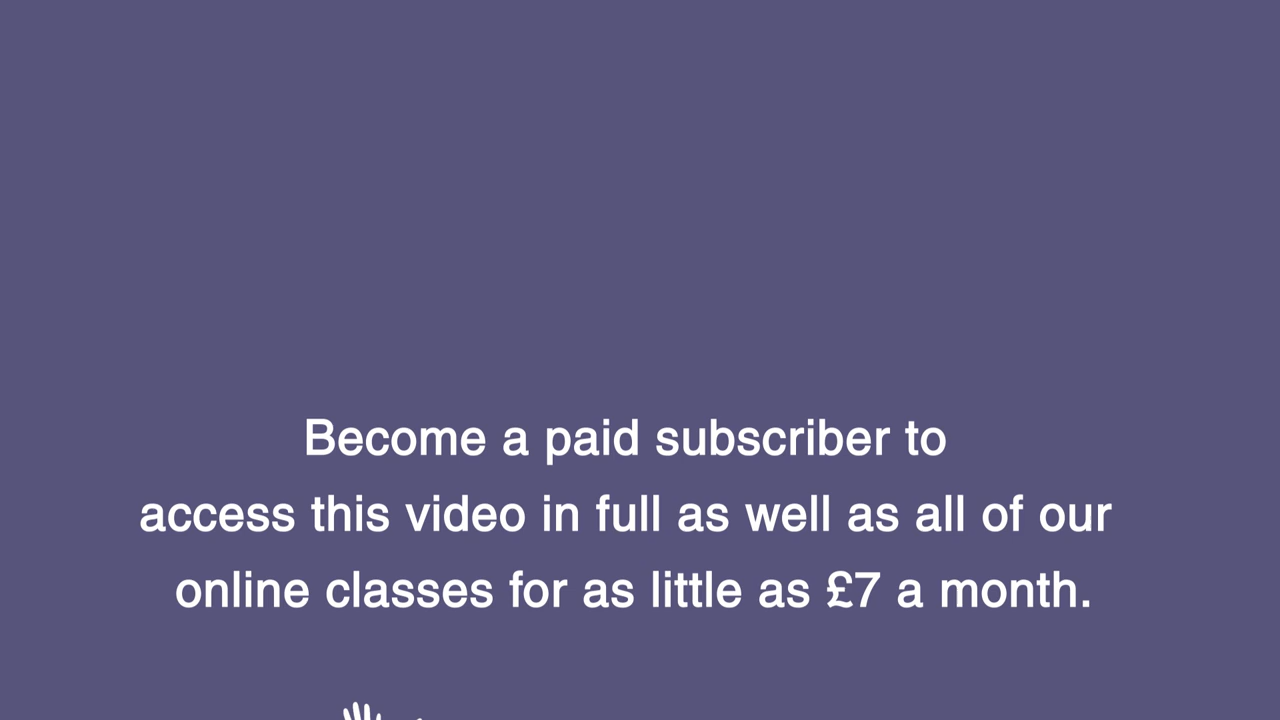 Become a paid subscriber to
access this video in full as well as all of our
online classes for as little as £7 a month.